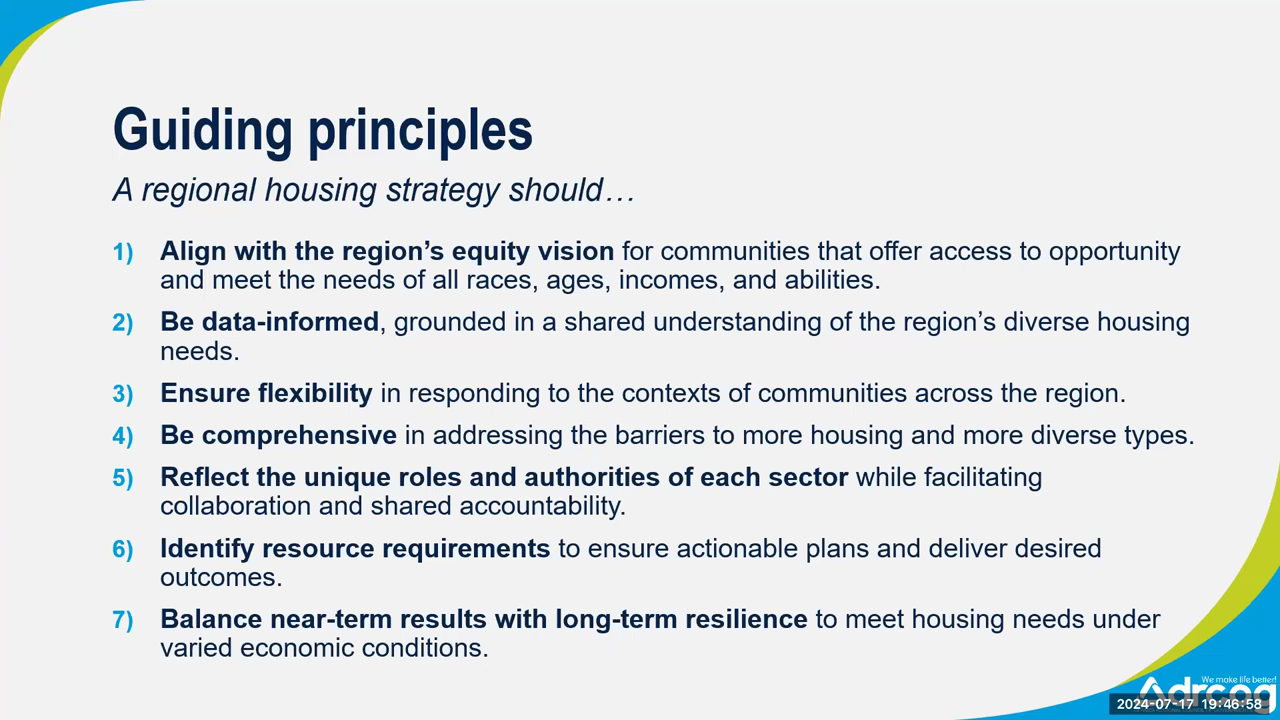 Guiding principles
A regional housing strategy should…
1) Align with the region’s equity vision for communities that offer access to opportunity
and meet the needs of all races, ages, incomes, and abilities.
2) Be data-informed, grounded in a shared understanding of the region’s diverse housing
needs.
3) Ensure flexibility in responding to the contexts of communities across the region.
4) Be comprehensive in addressing the barriers to more housing and more diverse types.
5) Reflect the unique roles and authorities of each sector while facilitating
collaboration and shared accountability.
6) Identify resource requirements to ensure actionable plans and deliver desired
outcomes.
7) Balance near-term results with long-term resilience to meet housing needs under
varied economic conditions.
We make life better!
drcog
2024-07-17 19:46:58